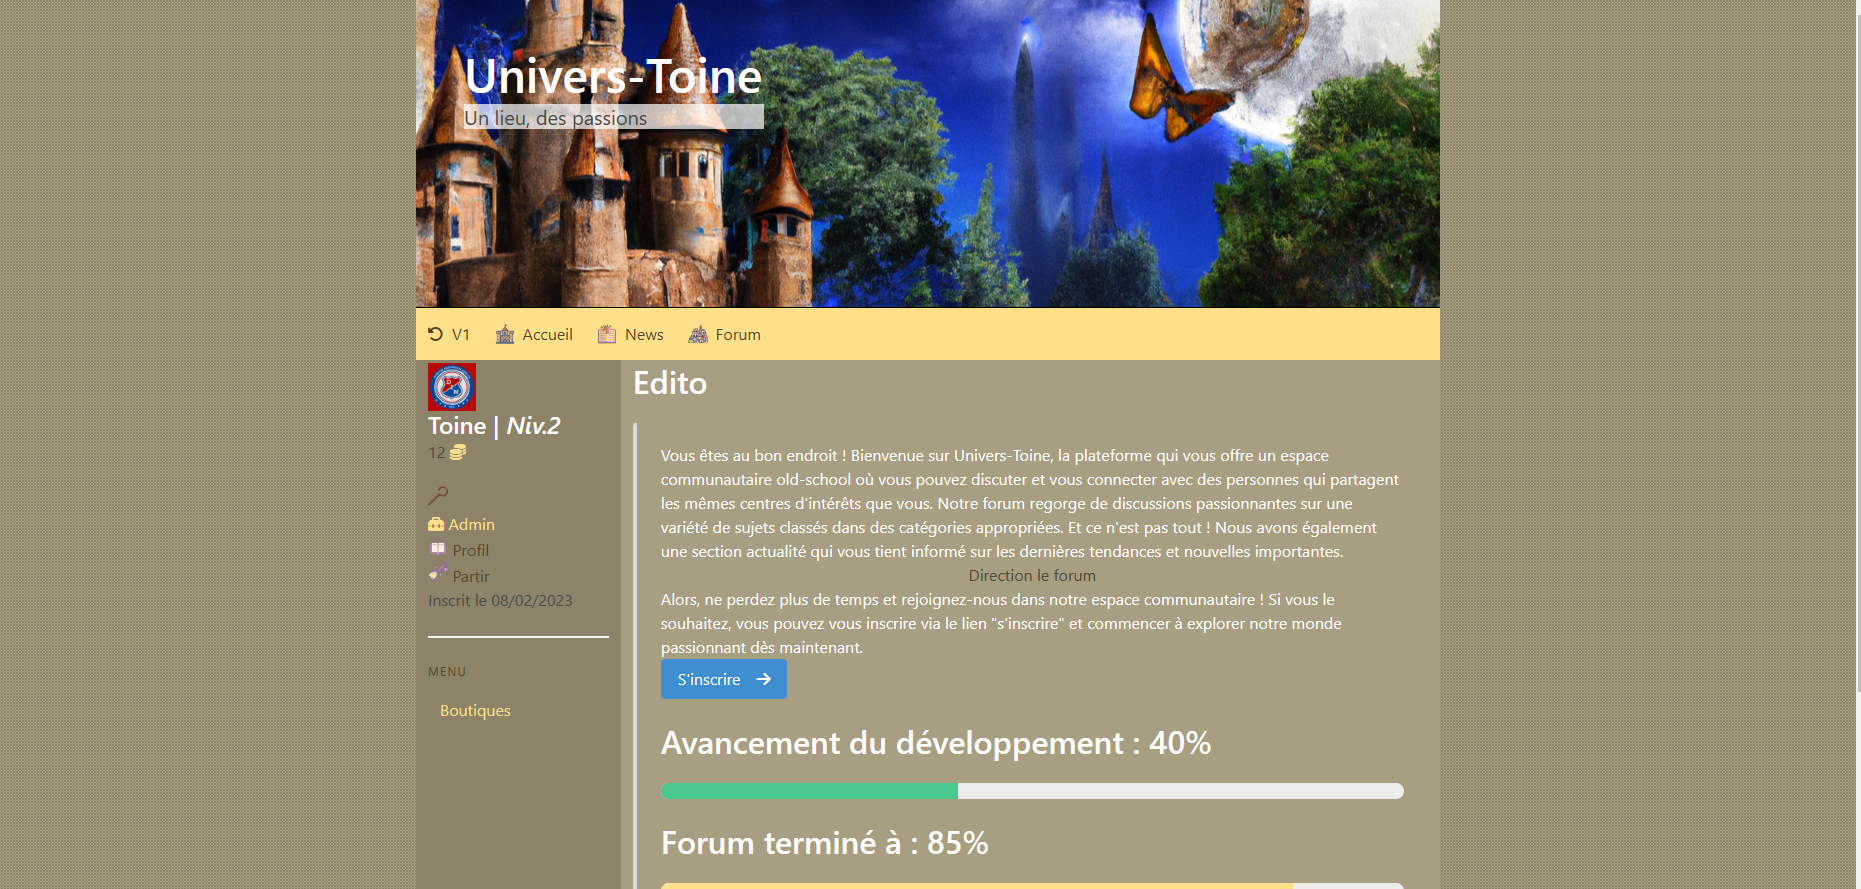 Univers-Toine
Un lieu, des passions
V1 Accueil News Forum
Toine | Niv.2
12
Admin
Profil
Partir
Inscrit le 08/02/2023
MENU
Boutiques
Edito
Vous êtes au bon endroit ! Bienvenue sur Univers-Toine, la plateforme qui vous offre un espace
communautaire old-school où vous pouvez discuter et vous connecter avec des personnes qui partagent
les mêmes centres d'intérêts que vous. Notre forum regorge de discussions passionnantes sur une
variété de sujets classés dans des catégories appropriées. Et ce n'est pas tout ! Nous avons également
une section actualité qui vous tient informé sur les dernières tendances et nouvelles importantes.
Direction le forum
Alors, ne perdez plus de temps et rejoignez-nous dans notre espace communautaire ! Si vous le
souhaitez, vous pouvez vous inscrire via le lien "s'inscrire" et commencer à explorer notre monde
passionnant dès maintenant.
S'inscrire
Avancement du développement : 40%
Forum terminé à : 85%